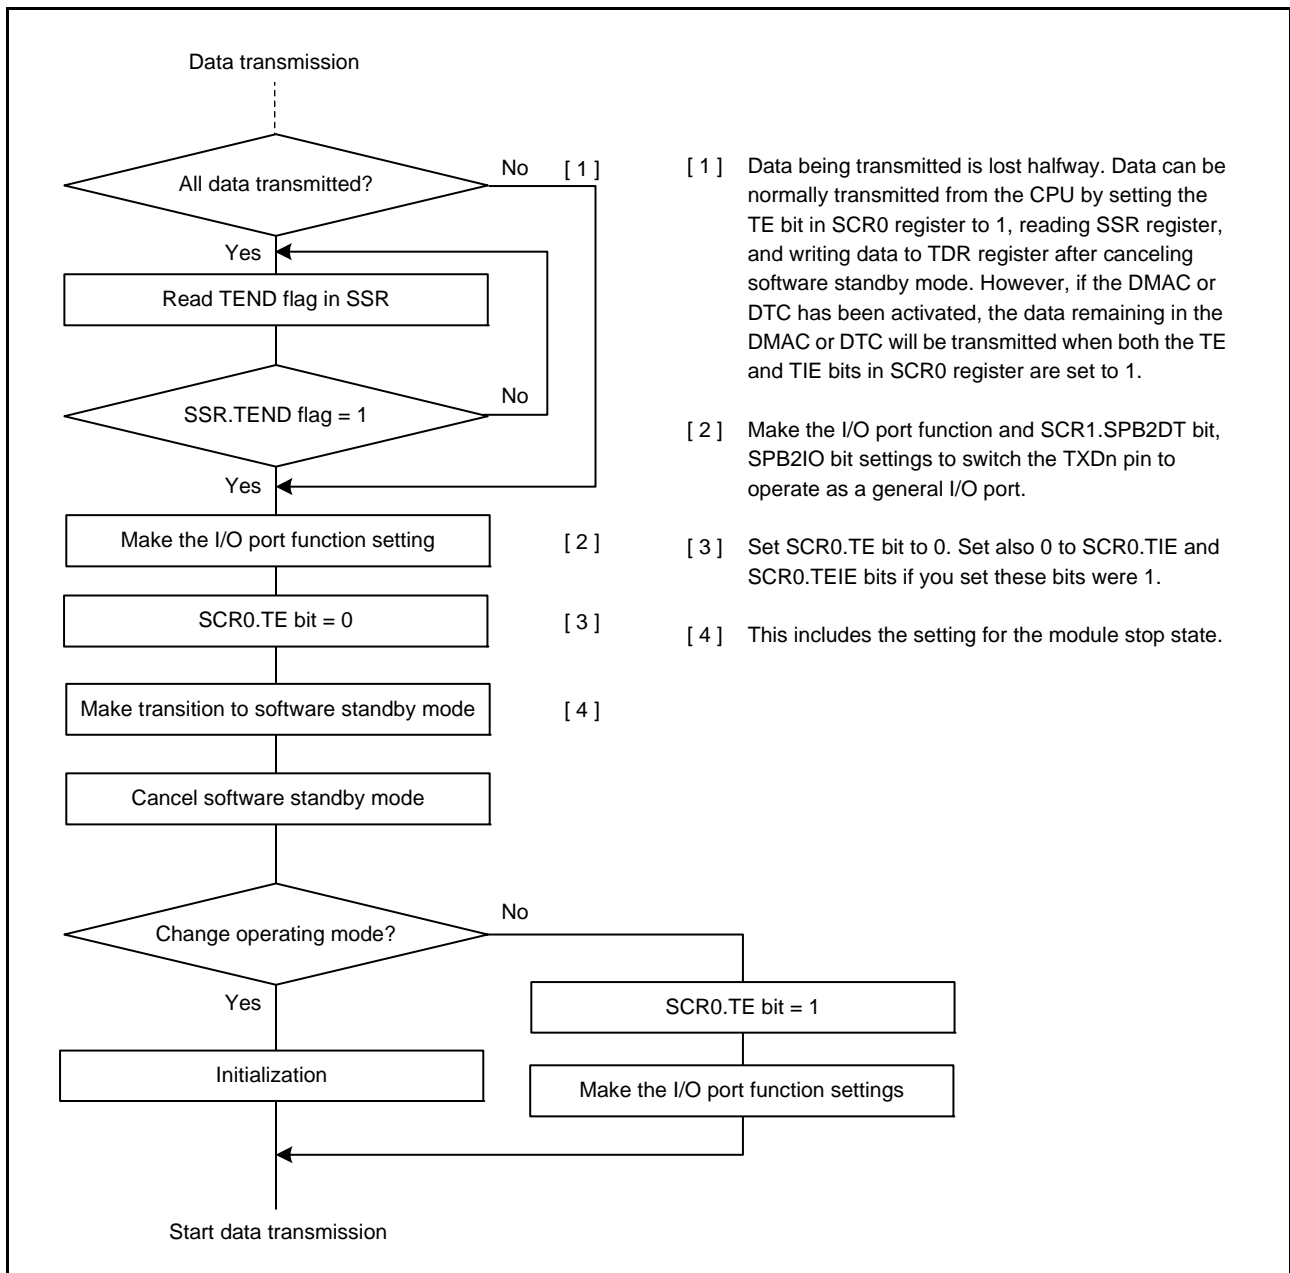 Data transmission
All data transmitted?
No
[ 1 ]
Yes
Read TEND flag in SSR
SSR.TEND flag = 1
No
Yes
Make the I/O port function setting
[ 2 ]
SCR0.TE bit = 0
[ 3 ]
Make transition to software standby mode
[ 4 ]
Cancel software standby mode
Change operating mode?
No
Yes
SCR0.TE bit = 1
Initialization
Make the I/O port function settings
Start data transmission
[ 1 ] Data being transmitted is lost halfway. Data can be
normally transmitted from the CPU by setting the
TE bit in SCR0 register to 1, reading SSR register,
and writing data to TDR register after canceling
software standby mode. However, if the DMAC or
DTC has been activated, the data remaining in the
DMAC or DTC will be transmitted when both the TE
and TIE bits in SCR0 register are set to 1.
[ 2 ] Make the I/O port function and SCR1.SPB2DT bit,
SPB2IO bit settings to switch the TXDn pin to
operate as a general I/O port.
[ 3 ] Set SCR0.TE bit to 0. Set also 0 to SCR0.TIE and
SCR0.TEIE bits if you set these bits were 1.
[ 4 ] This includes the setting for the module stop state.